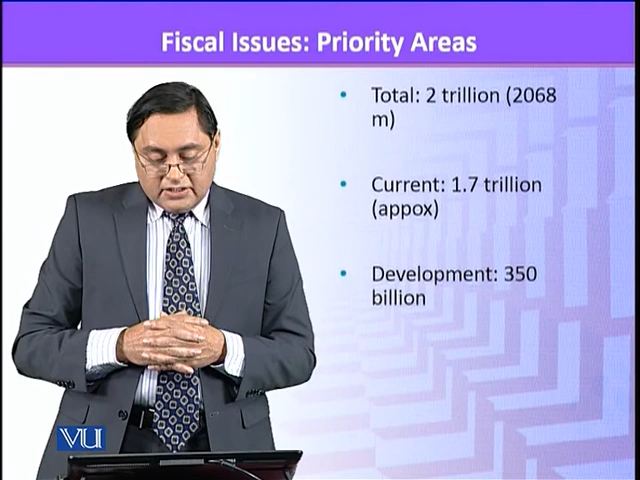 Fiscal Issues: Priority Areas
• Total: 2 trillion (2068
m)
• Current: 1.7 trillion
(appox)
• Development: 350
billion
VU